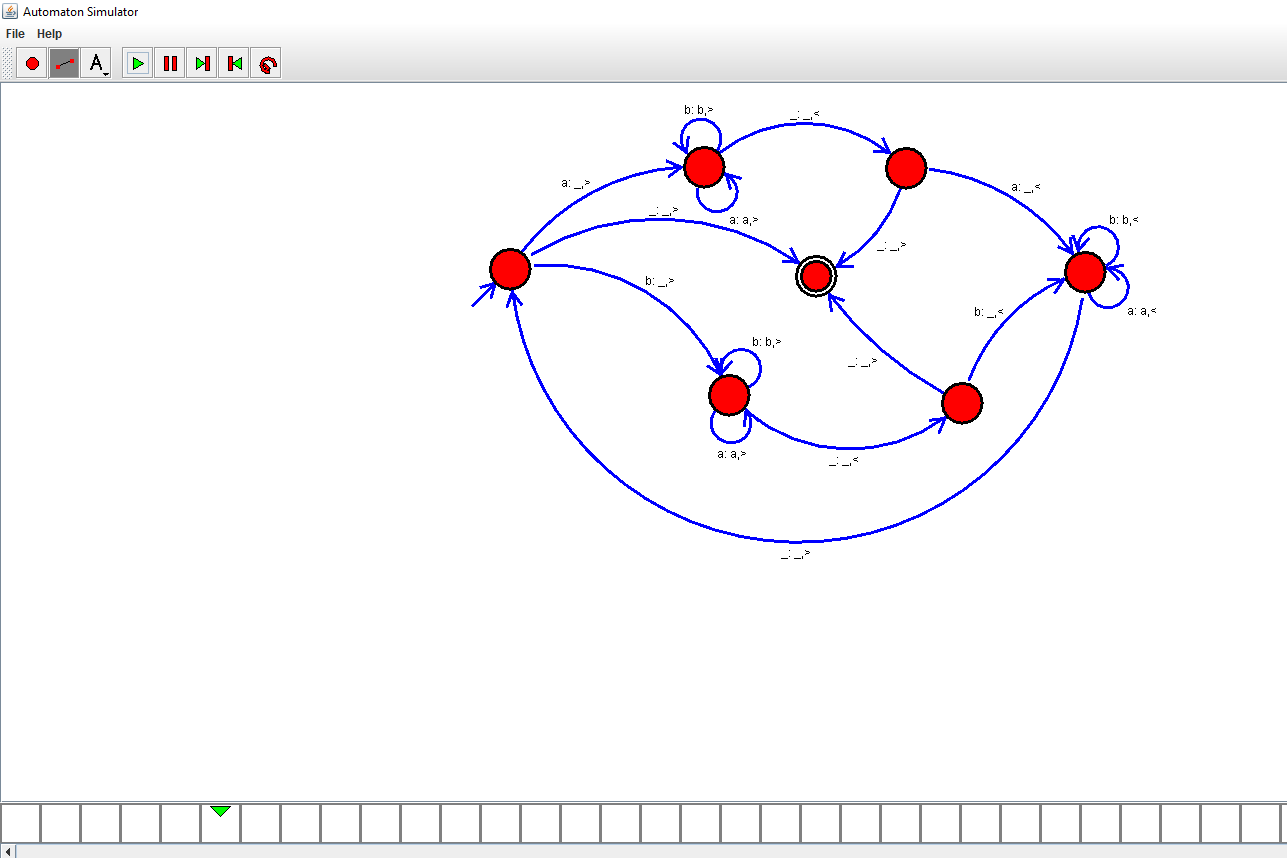 Automaton Simulator
File Help
A
b: b,>
_: _,<
a: _,>
a: _,<
_: _,>
a: a,>
b: b,<
_: _,>
b: _,>
b: _,<
a: a,<
b: b,>
_: _,>
a: a,>
_: _,<
_: _,>